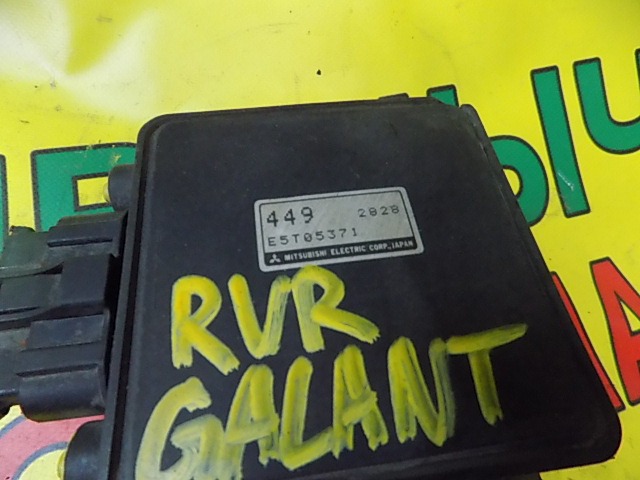 449 2828
E5T05371
MITSUBISHI ELECTRIC CORP., JAPAN
RVR
GALANT